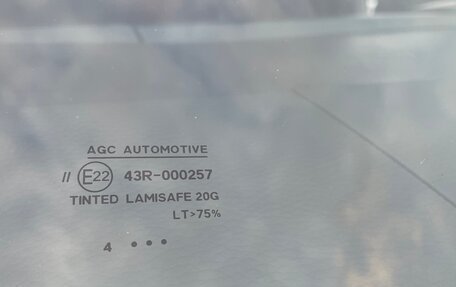 AGC AUTOMOTIVE
// E22 43R-000257
TINTED LAMISAFE 20G
LT>75%
4 •••